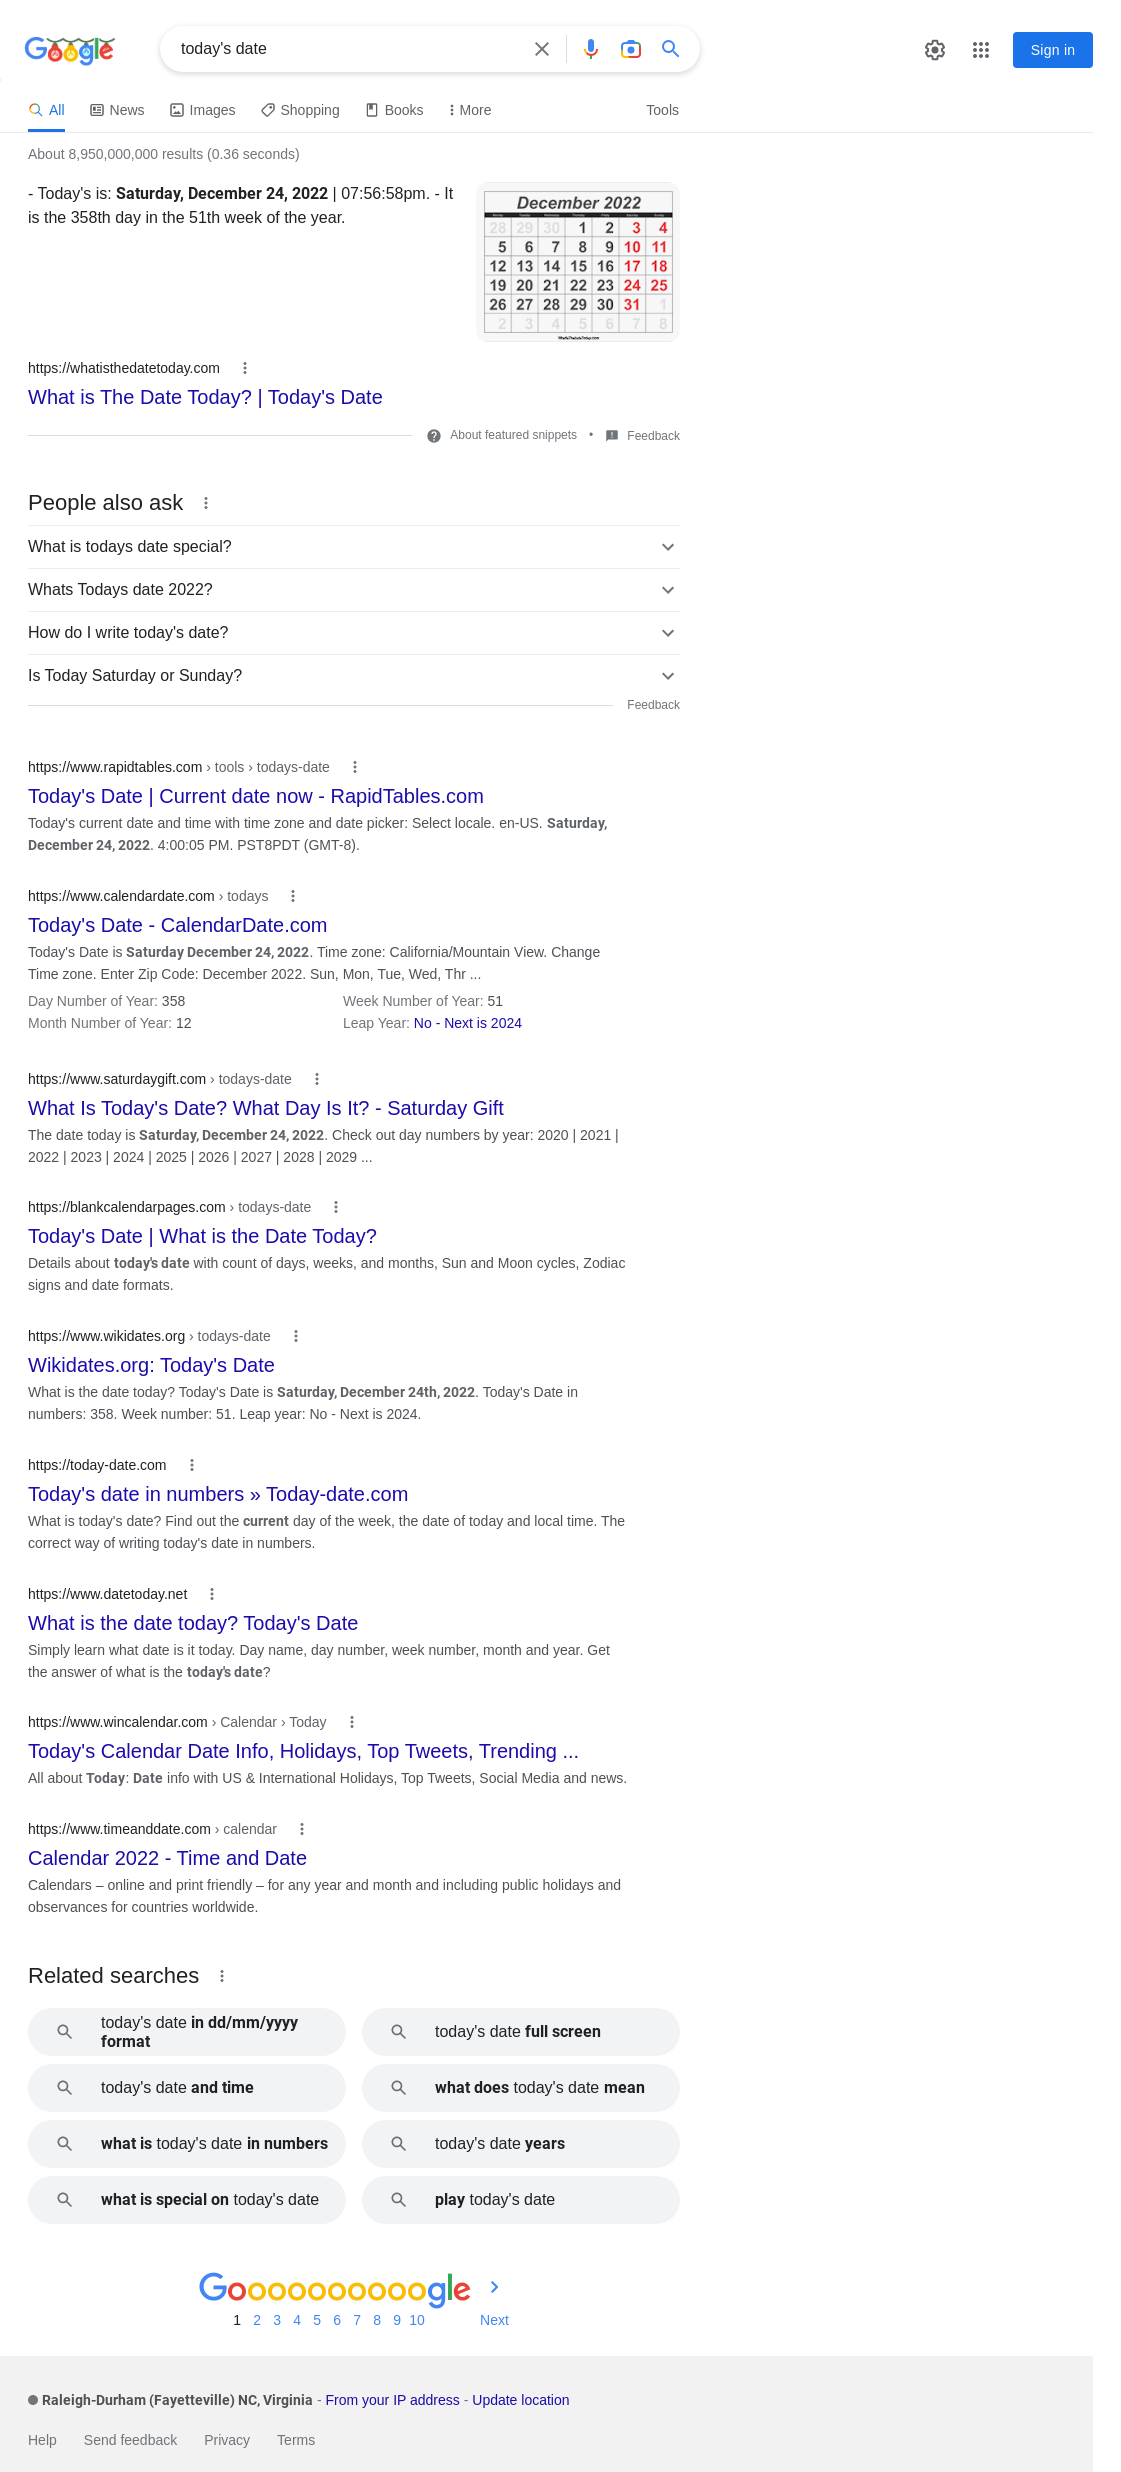 Google
today's date
Sign in
All News Images Shopping Books More Tools
About 8,950,000,000 results (0.36 seconds)
- Today's is: Saturday, December 24, 2022 | 07:56:58pm. - It
is the 358th day in the 51th week of the year.
December 2022
Monday Tuesday Wednesday Thursday Friday Saturday Sunday
28 29 30 1 2 3 4
5 6 7 8 9 10 11
12 13 14 15 16 17 18
19 20 21 22 23 24 25
26 27 28 29 30 31 1
2 3 4 5 6 7 8
https://whatisthedatetoday.com
What is The Date Today? | Today's Date
About featured snippets • Feedback
People also ask
What is todays date special?
Whats Todays date 2022?
How do I write today's date?
Is Today Saturday or Sunday?
Feedback
https://www.rapidtables.com › tools › todays-date
Today's Date | Current date now - RapidTables.com
Today's current date and time with time zone and date picker: Select locale. en-US. Saturday,
December 24, 2022. 4:00:05 PM. PST8PDT (GMT-8).
https://www.calendardate.com › todays
Today's Date - CalendarDate.com
Today's Date is Saturday December 24, 2022. Time zone: California/Mountain View. Change
Time zone. Enter Zip Code: December 2022. Sun, Mon, Tue, Wed, Thr ...
Day Number of Year: 358 Week Number of Year: 51
Month Number of Year: 12 Leap Year: No - Next is 2024
https://www.saturdaygift.com › todays-date
What Is Today's Date? What Day Is It? - Saturday Gift
The date today is Saturday, December 24, 2022. Check out day numbers by year: 2020 | 2021 |
2022 | 2023 | 2024 | 2025 | 2026 | 2027 | 2028 | 2029 ...
https://blankcalendarpages.com › todays-date
Today's Date | What is the Date Today?
Details about today's date with count of days, weeks, and months, Sun and Moon cycles, Zodiac
signs and date formats.
https://www.wikidates.org › todays-date
Wikidates.org: Today's Date
What is the date today? Today's Date is Saturday, December 24th, 2022. Today's Date in
numbers: 358. Week number: 51. Leap year: No - Next is 2024.
https://today-date.com
Today's date in numbers » Today-date.com
What is today's date? Find out the current day of the week, the date of today and local time. The
correct way of writing today's date in numbers.
https://www.datetoday.net
What is the date today? Today's Date
Simply learn what date is it today. Day name, day number, week number, month and year. Get
the answer of what is the today's date?
https://www.wincalendar.com › Calendar › Today
Today's Calendar Date Info, Holidays, Top Tweets, Trending ...
All about Today: Date info with US & International Holidays, Top Tweets, Social Media and news.
https://www.timeanddate.com › calendar
Calendar 2022 - Time and Date
Calendars – online and print friendly – for any year and month and including public holidays and
observances for countries worldwide.
Related searches
today's date in dd/mm/yyyy
format
today's date full screen
today's date and time
what does today's date mean
what is today's date in numbers
today's date years
what is special on today's date
play today's date
Goooooooooogle
1 2 3 4 5 6 7 8 9 10 Next
Raleigh-Durham (Fayetteville) NC, Virginia - From your IP address - Update location
Help Send feedback Privacy Terms